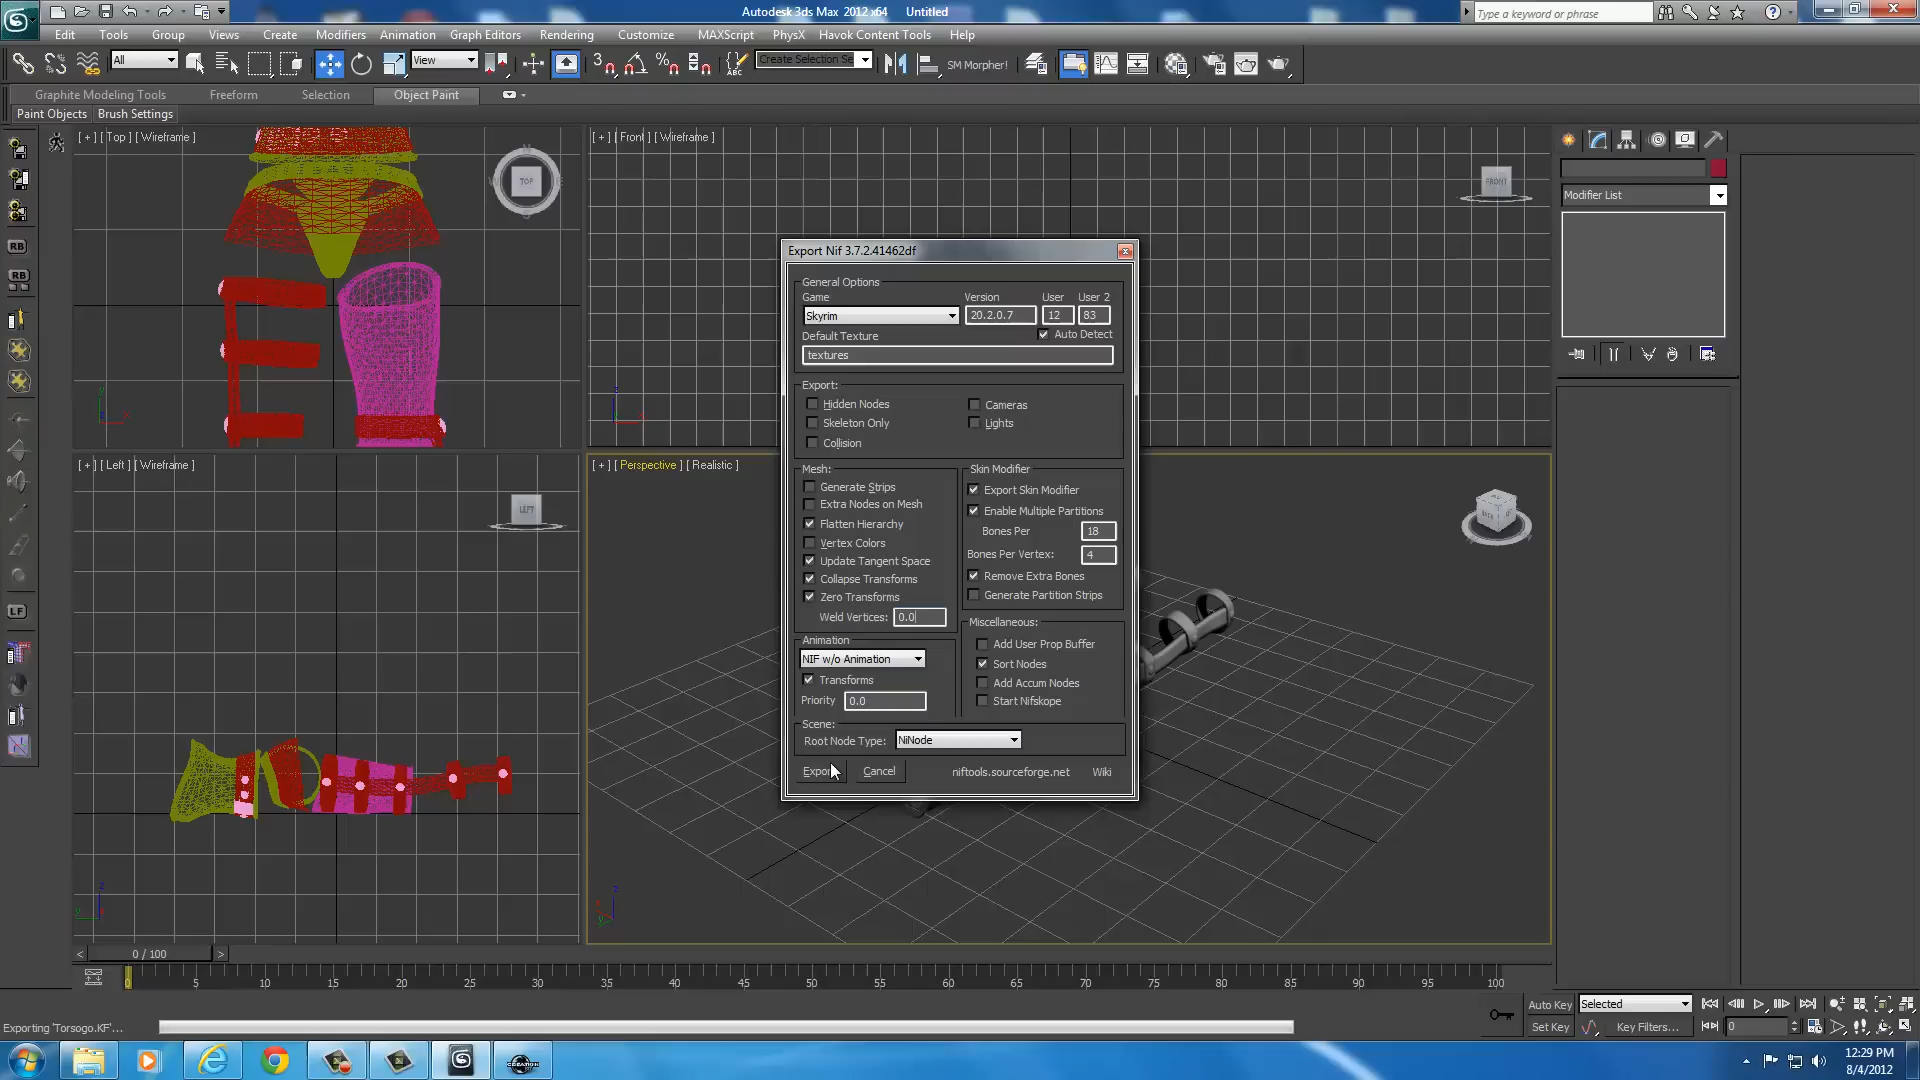 Autodesk 3ds Max 2012 x64 Untitled
Type a keyword or phrase
Edit Tools Group Views Create Modifiers Animation Graph Editors Rendering Customize MAXScript PhysX Havok Content Tools Help
All View 3 ABC Create Selection Se SM Morpher!
Graphite Modeling Tools Freeform Selection Object Paint
Paint Objects Brush Settings
[ + ] [ Top ] [ Wireframe ]
TOP
[ + ] [ Front ] [ Wireframe ]
FRONT
Modifier List
RB
RB
LF
Export Nif 3.7.2.41462df
General Options
Game Version User User 2
Skyrim 20.2.0.7 12 83
Default Texture Auto Detect
textures
Export:
Hidden Nodes Cameras
Skeleton Only Lights
Collision
Mesh:
Generate Strips
Extra Nodes on Mesh
Flatten Hierarchy
Vertex Colors
Update Tangent Space
Collapse Transforms
Zero Transforms
Weld Vertices: 0.0
Skin Modifier
Export Skin Modifier
Enable Multiple Partitions
Bones Per 18
Bones Per Vertex: 4
Remove Extra Bones
Generate Partition Strips
Animation
NIF w/o Animation
Transforms
Priority 0.0
Miscellaneous:
Add User Prop Buffer
Sort Nodes
Add Accum Nodes
Start Nifskope
Scene:
Root Node Type: NiNode
Export Cancel niftools.sourceforge.net Wiki
[ + ] [ Left ] [ Wireframe ]
LEFT
[ + ] [ Perspective ] [ Realistic ]
0 / 100
0 5 10 15 20 25 30 35 40 45 50 55 60 65 70 75 80 85 90 95 100
Exporting 'Torsogo.KF'...
Auto Key Selected
Set Key Key Filters... 0
CREATION
12:29 PM
8/4/2012